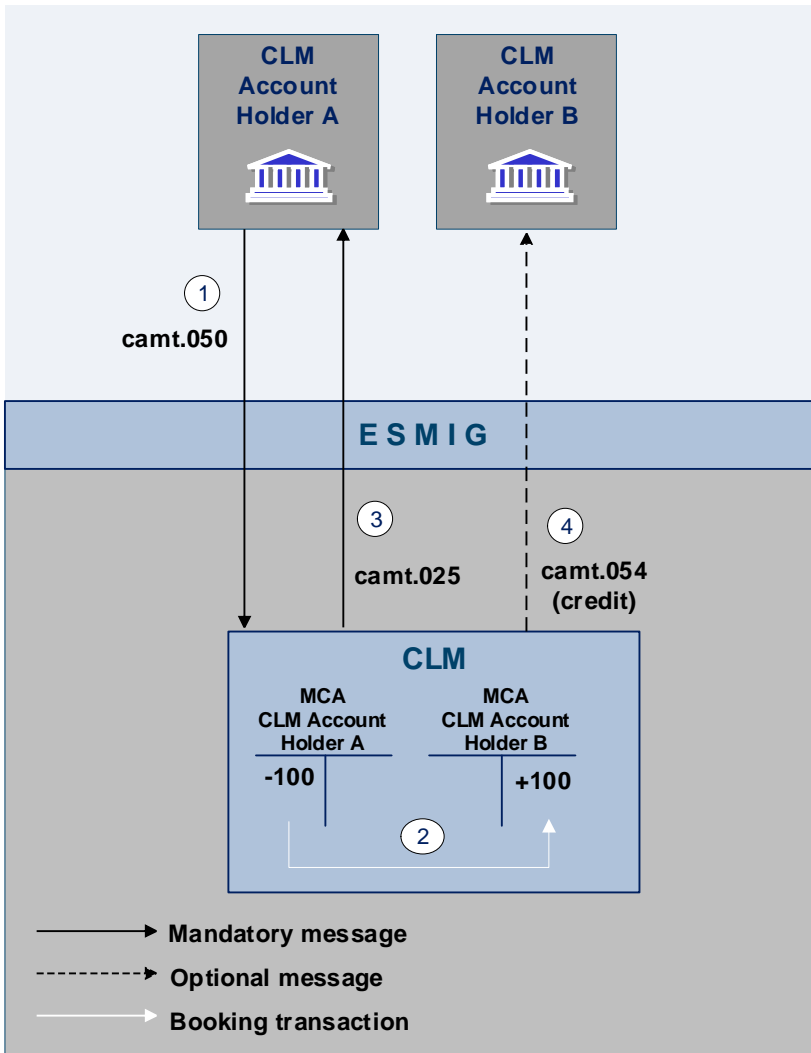 CLM
Account
Holder A
CLM
Account
Holder B
1
camt.050
E S M I G
3
camt.025
4
camt.054
(credit)
CLM
MCA
CLM Account
Holder A
MCA
CLM Account
Holder B
-100
+100
2
Mandatory message
Optional message
Booking transaction